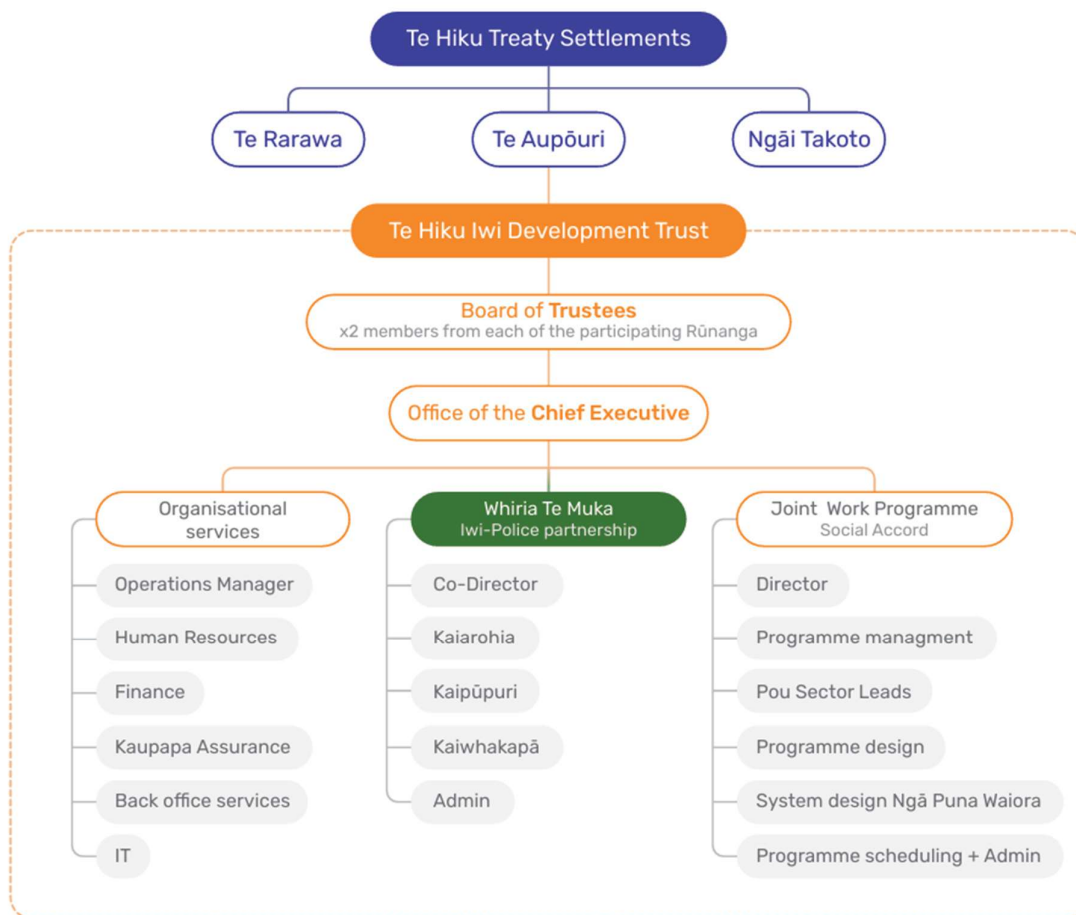 Te Hiku Treaty Settlements
Te Rarawa
Te Aupōuri
Ngāi Takoto
Te Hiku Iwi Development Trust
Board of Trustees
x2 members from each of the participating Rūnanga
Office of the Chief Executive
Organisational
services
Operations Manager
Human Resources
Finance
Kaupapa Assurance
Back office services
IT
Whiria Te Muka
Iwi-Police partnership
Co-Director
Kaiarohia
Kaipūpuri
Kaiwhakapā
Admin
Joint Work Programme
Social Accord
Director
Programme managment
Pou Sector Leads
Programme design
System design Ngā Puna Waiora
Programme scheduling + Admin